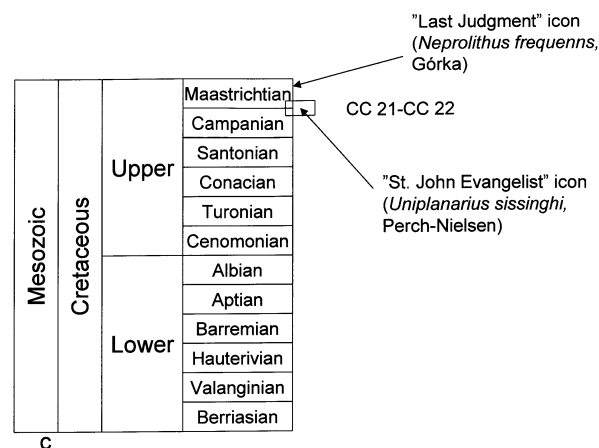 ”Last Judgment” icon
(Neprolithus frequenns,
Górka)
Mesozoic
Cretaceous
Upper
Maastrichtian
Campanian
Santonian
Conacian
Turonian
Cenomonian
CC 21-CC 22
”St. John Evangelist” icon
(Uniplanarius sissinghi,
Perch-Nielsen)
Lower
Albian
Aptian
Barremian
Hauterivian
Valanginian
Berriasian
c